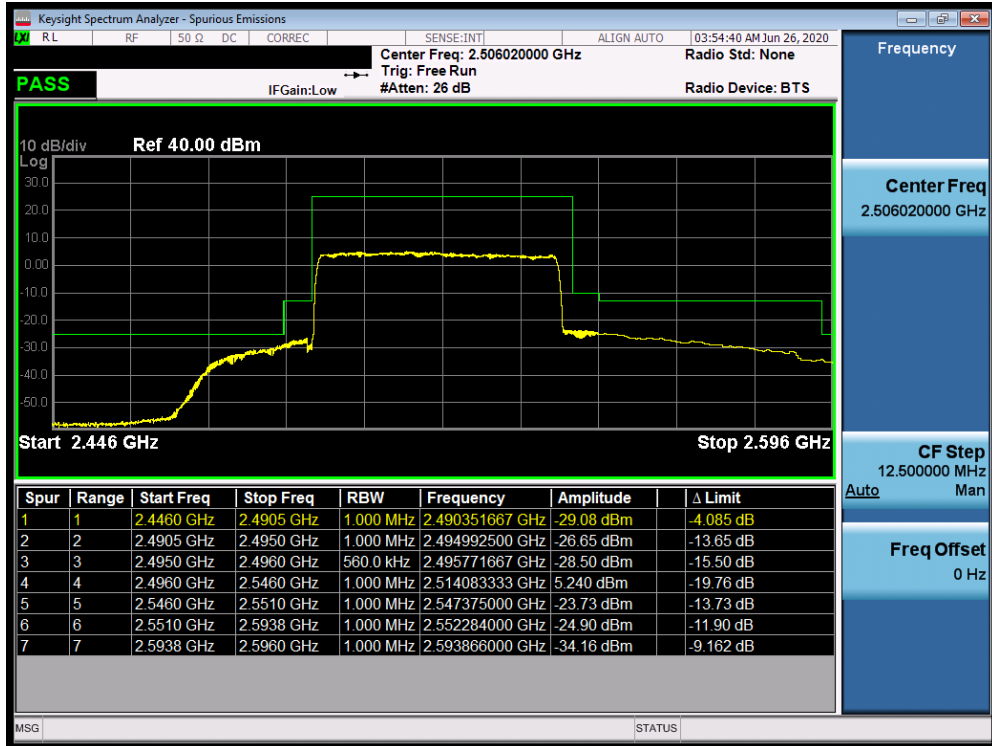 Keysight Spectrum Analyzer - Spurious Emissions
LXI RL RF 50 Ω DC CORREC SENSE:INT ALIGN AUTO 03:54:40 AM Jun 26, 2020
Center Freq: 2.506020000 GHz Radio Std: None
Trig: Free Run
PASS IFGain:Low #Atten: 26 dB Radio Device: BTS
10 dB/div Ref 40.00 dBm
Log
30.0
20.0
10.0
0.00
-10.0
-20.0
-30.0
-40.0
-50.0
Start 2.446 GHz Stop 2.596 GHz
Spur Range Start Freq Stop Freq RBW Frequency Amplitude Δ Limit
1 1 2.4460 GHz 2.4905 GHz 1.000 MHz 2.490351667 GHz -29.08 dBm -4.085 dB
2 2 2.4905 GHz 2.4950 GHz 1.000 MHz 2.494992500 GHz -26.65 dBm -13.65 dB
3 3 2.4950 GHz 2.4960 GHz 560.0 kHz 2.495771667 GHz -28.50 dBm -15.50 dB
4 4 2.4960 GHz 2.5460 GHz 1.000 MHz 2.514083333 GHz 5.240 dBm -19.76 dB
5 5 2.5460 GHz 2.5510 GHz 1.000 MHz 2.547375000 GHz -23.73 dBm -13.73 dB
6 6 2.5510 GHz 2.5938 GHz 1.000 MHz 2.552284000 GHz -24.90 dBm -11.90 dB
7 7 2.5938 GHz 2.5960 GHz 1.000 MHz 2.593866000 GHz -34.16 dBm -9.162 dB
MSG STATUS
Frequency
Center Freq
2.506020000 GHz
CF Step
12.500000 MHz
Auto Man
Freq Offset
0 Hz